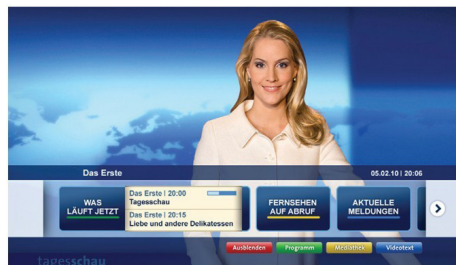 Das Erste
05.02.10 | 20:06
WAS
LÄUFT JETZT
Das Erste | 20:00
Tagesschau
Das Erste | 20:15
Liebe und andere Delikatessen
FERNSEHEN
AUF ABRUF
AKTUELLE
MELDUNGEN
Ausblenden
Programm
Mediathek
Videotext
tagesschau